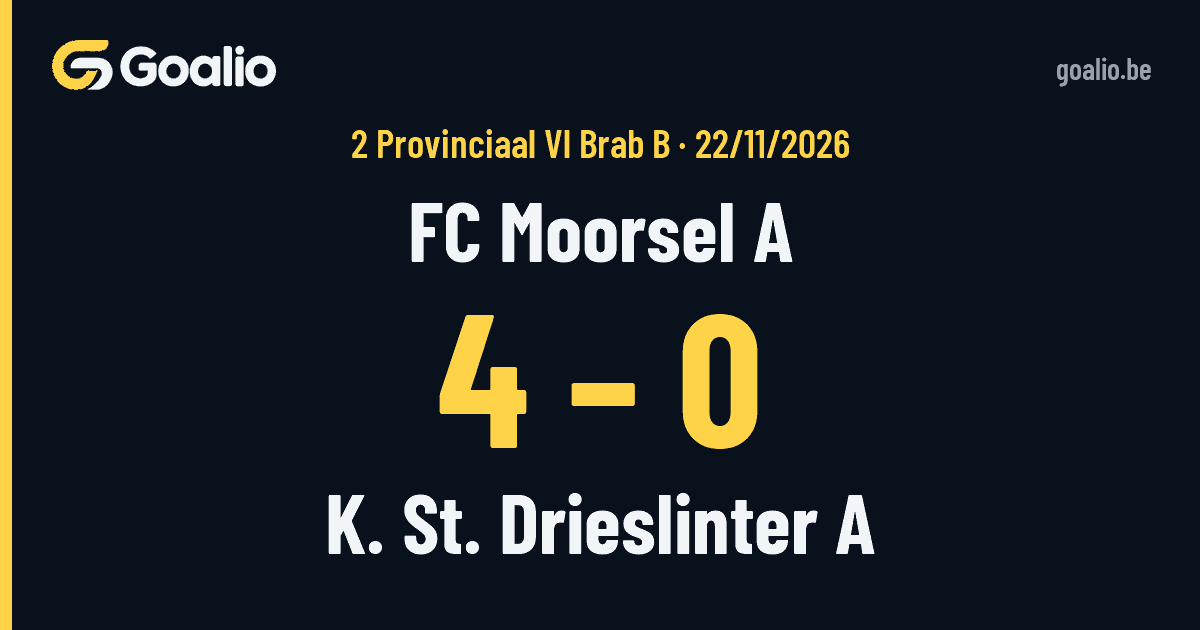 Goalio
goalio.be
2 Provinciaal Vl Brab B · 22/11/2026
FC Moorsel A
4 – 0
K. St. Drieslinter A